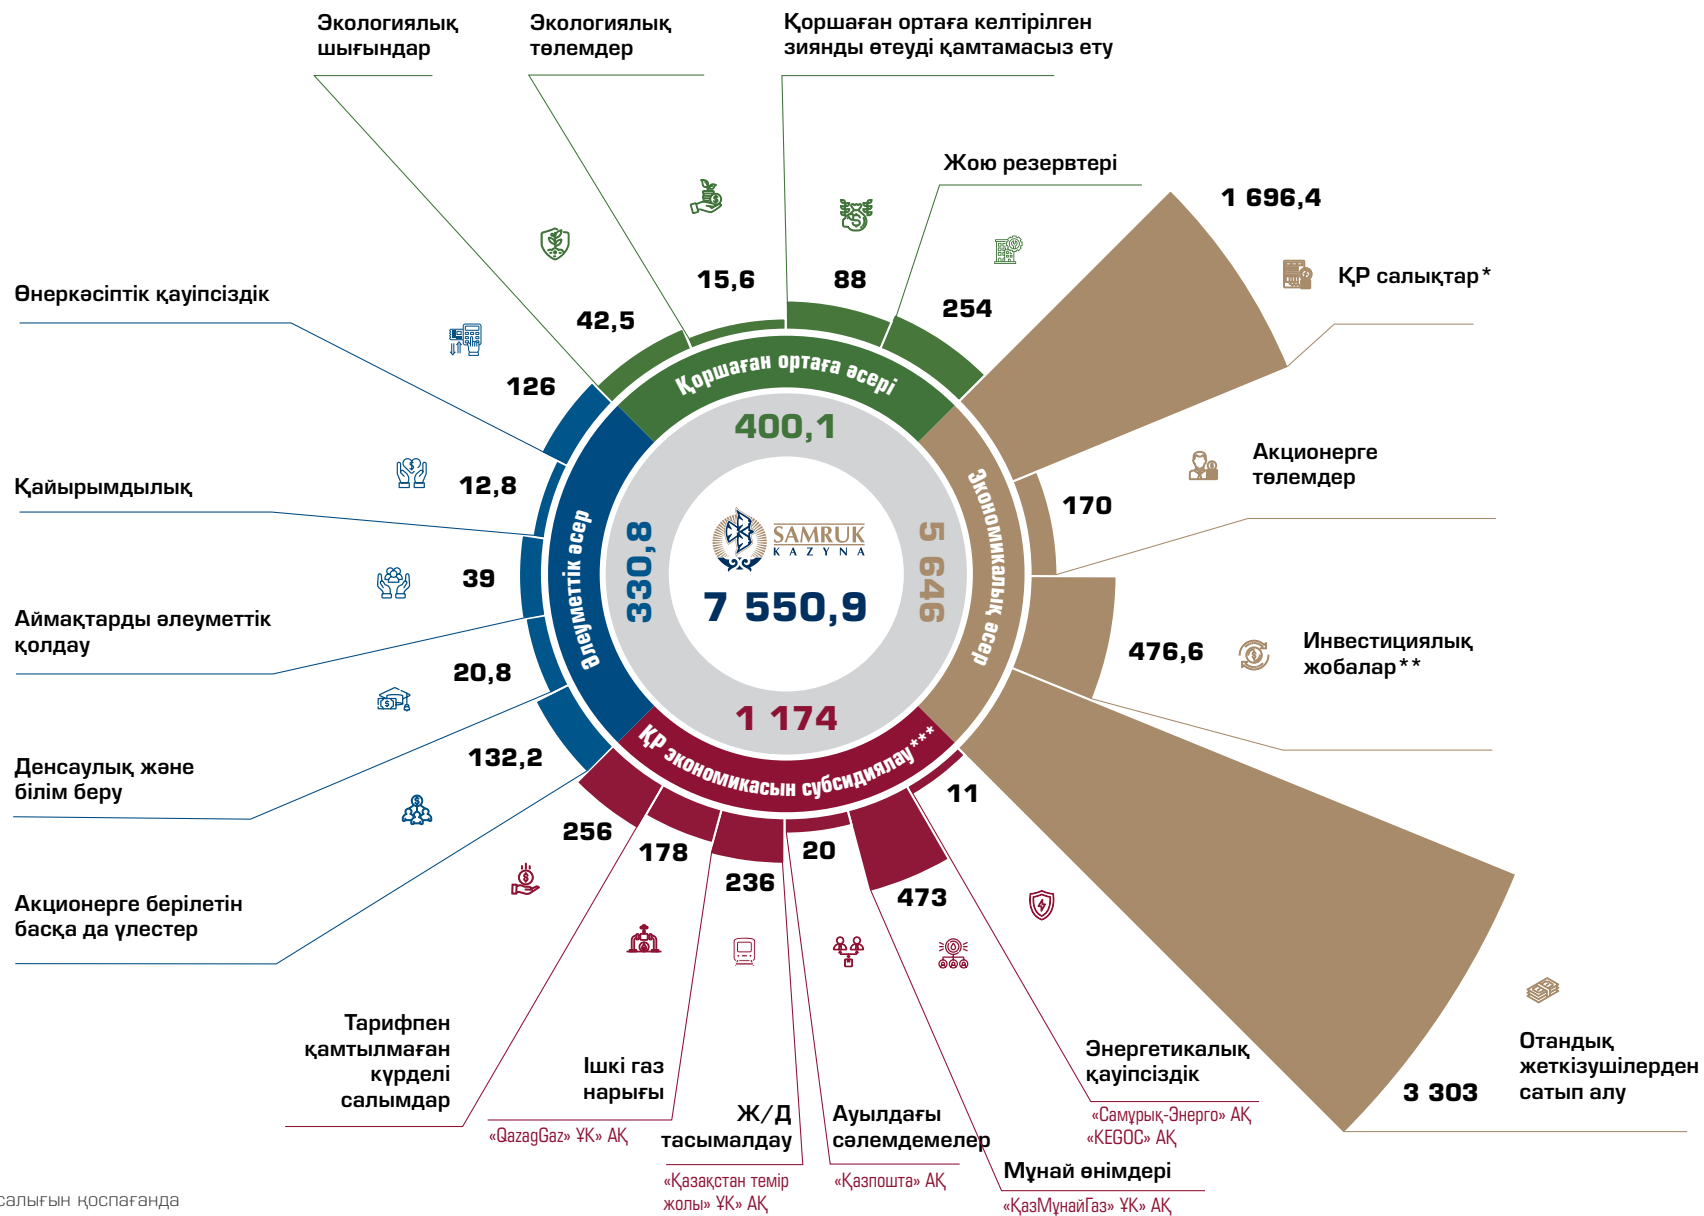 Экологиялық
шығындар
Экологиялық
төлемдер
Қоршаған ортаға келтірілген
зиянды өтеуді қамтамасыз ету
Жою резервтері
1 696,4
ҚР салықтар*
15,6
88
254
42,5
Өнеркәсіптік қауіпсіздік
126
Қоршаған ортаға әсері
400,1
Қайырымдылық
12,8
Акционерге
төлемдер
170
Экономикалық әсер
5 646
Әлеуметтік әсер
330,8
SAMRUK
KAZYNA
7 550,9
39
Аймақтарды әлеуметтік
қолдау
476,6
Инвестициялық
жобалар**
20,8
1 174
ҚР экономикасын субсидиялау***
Денсаулық және
білім беру
132,2
11
256
178
236
20
473
Акционерге берілетін
басқа да үлестер
Тарифпен
қамтылмаған
күрделі
салымдар
Ішкі газ
нарығы
«QazagGaz» ҰК» АҚ
Ж/Д
тасымалдау
«Қазақстан темір
жолы» ҰК» АҚ
Ауылдағы
сәлемдемелер
«Қазпошта» АҚ
Энергетикалық
қауіпсіздік
«Самұрық-Энерго» АҚ
«KEGOC» АҚ
Мұнай өнімдері
«ҚазМұнайГаз» ҰК» АҚ
3 303
Отандық
жеткізушілерден
сатып алу
салығын қоспағанда